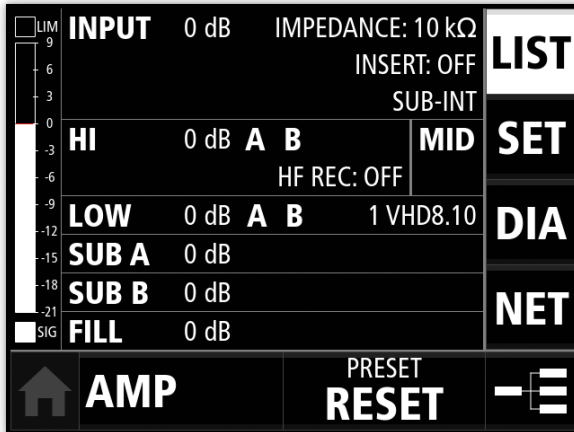 LIM INPUT 0 dB IMPEDANCE: 10 kΩ LIST
9
6 INSERT: OFF
3 SUB-INT
0
-3 HI 0 dB A B MID SET
-6 HF REC: OFF
-9
-12 LOW 0 dB A B 1 VHD8.10 DIA
-15 SUB A 0 dB
-18 SUB B 0 dB NET
-21
SIG FILL 0 dB
AMP PRESET
RESET